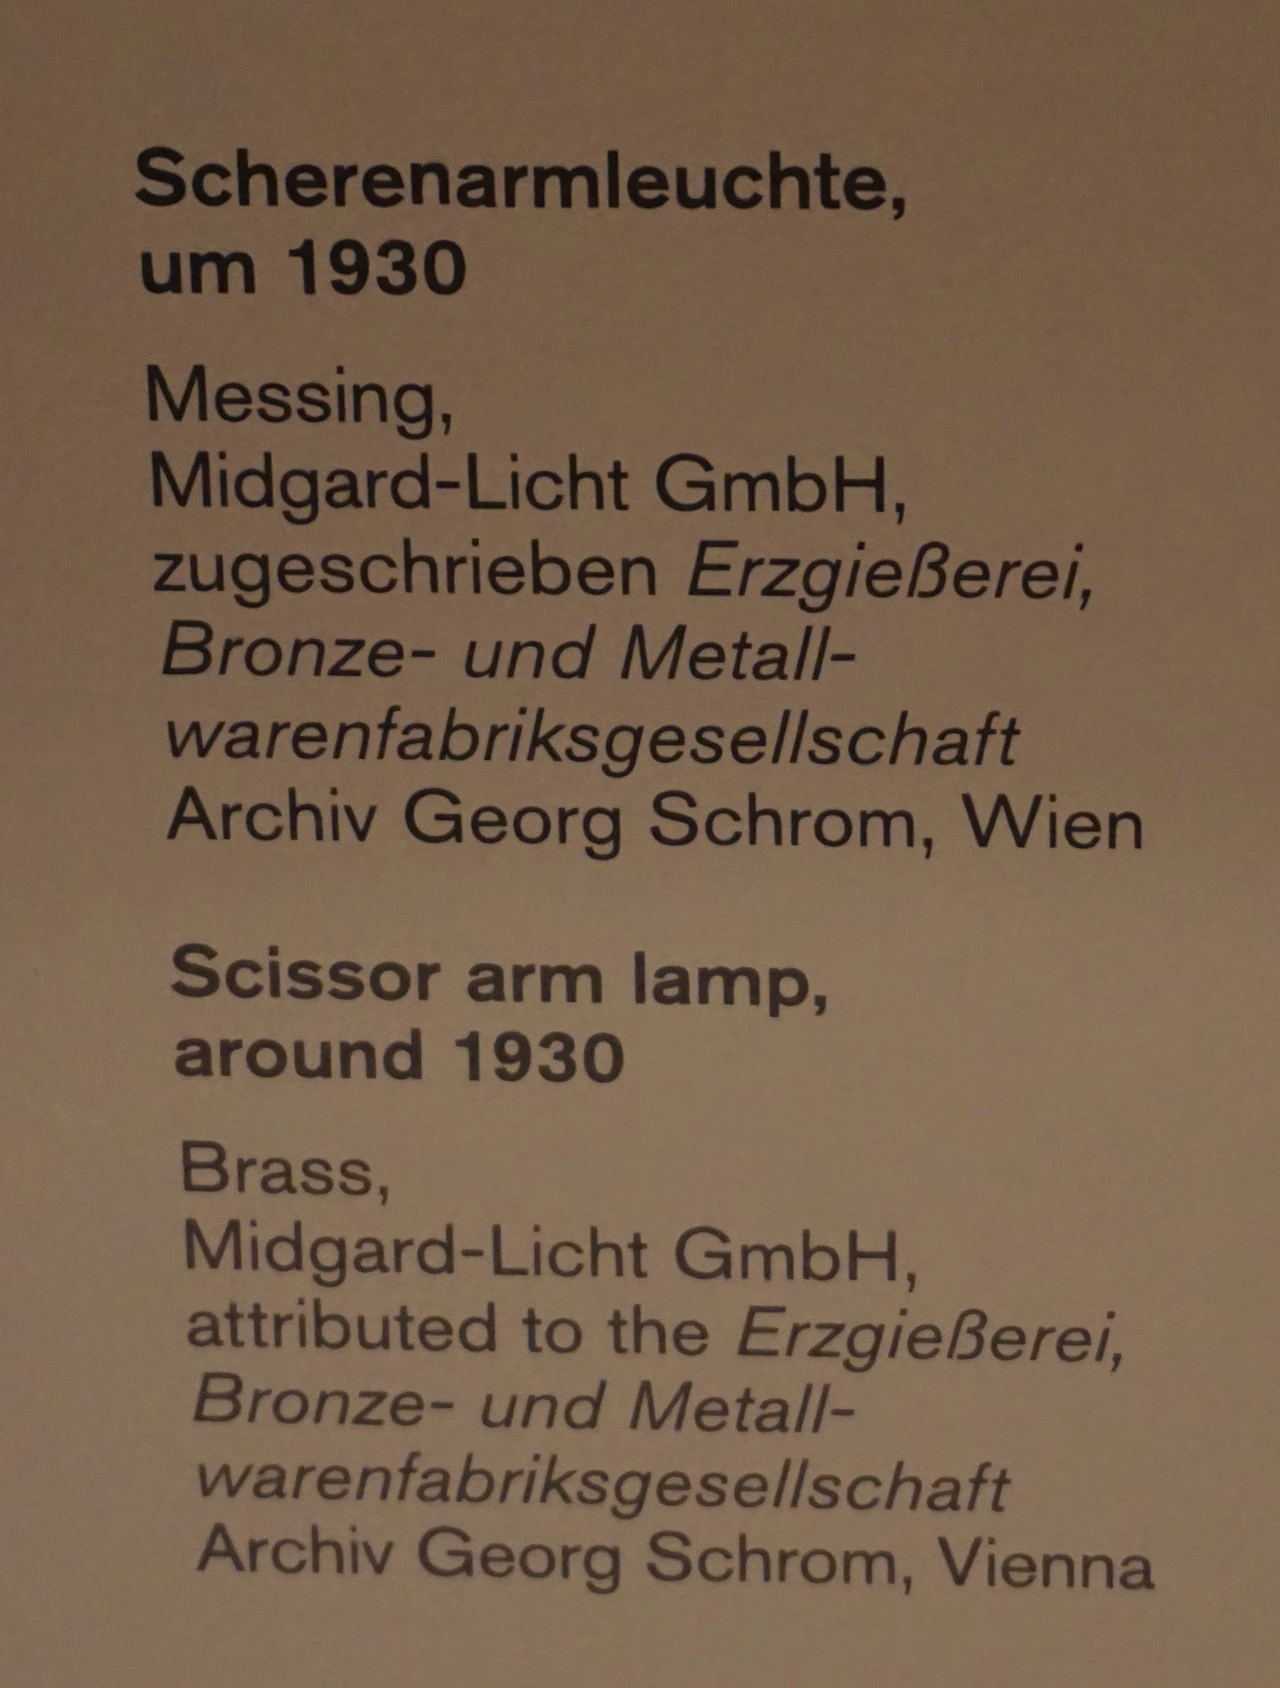 Scherenarmleuchte,
um 1930
Messing,
Midgard-Licht GmbH,
zugeschrieben Erzgießerei,
Bronze- und Metall-
warenfabriksgesellschaft
Archiv Georg Schrom, Wien
Scissor arm lamp,
around 1930
Brass,
Midgard-Licht GmbH,
attributed to the Erzgießerei,
Bronze- und Metall-
warenfabriksgesellschaft
Archiv Georg Schrom, Vienna